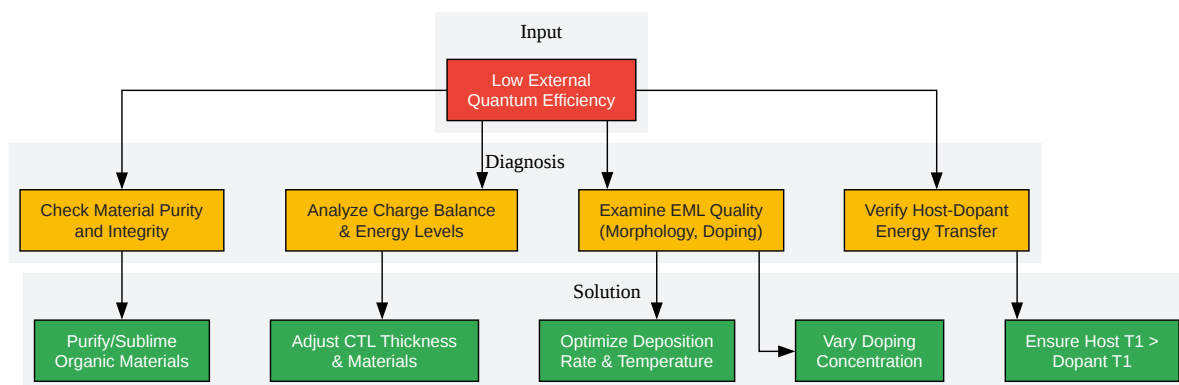 Input
Low External
Quantum Efficiency
Diagnosis
Check Material Purity
and Integrity
Analyze Charge Balance
& Energy Levels
Examine EML Quality
(Morphology, Doping)
Verify Host-Dopant
Energy Transfer
Solution
Purify/Sublime
Organic Materials
Adjust CTL Thickness
& Materials
Optimize Deposition
Rate & Temperature
Vary Doping
Concentration
Ensure Host T1 >
Dopant T1